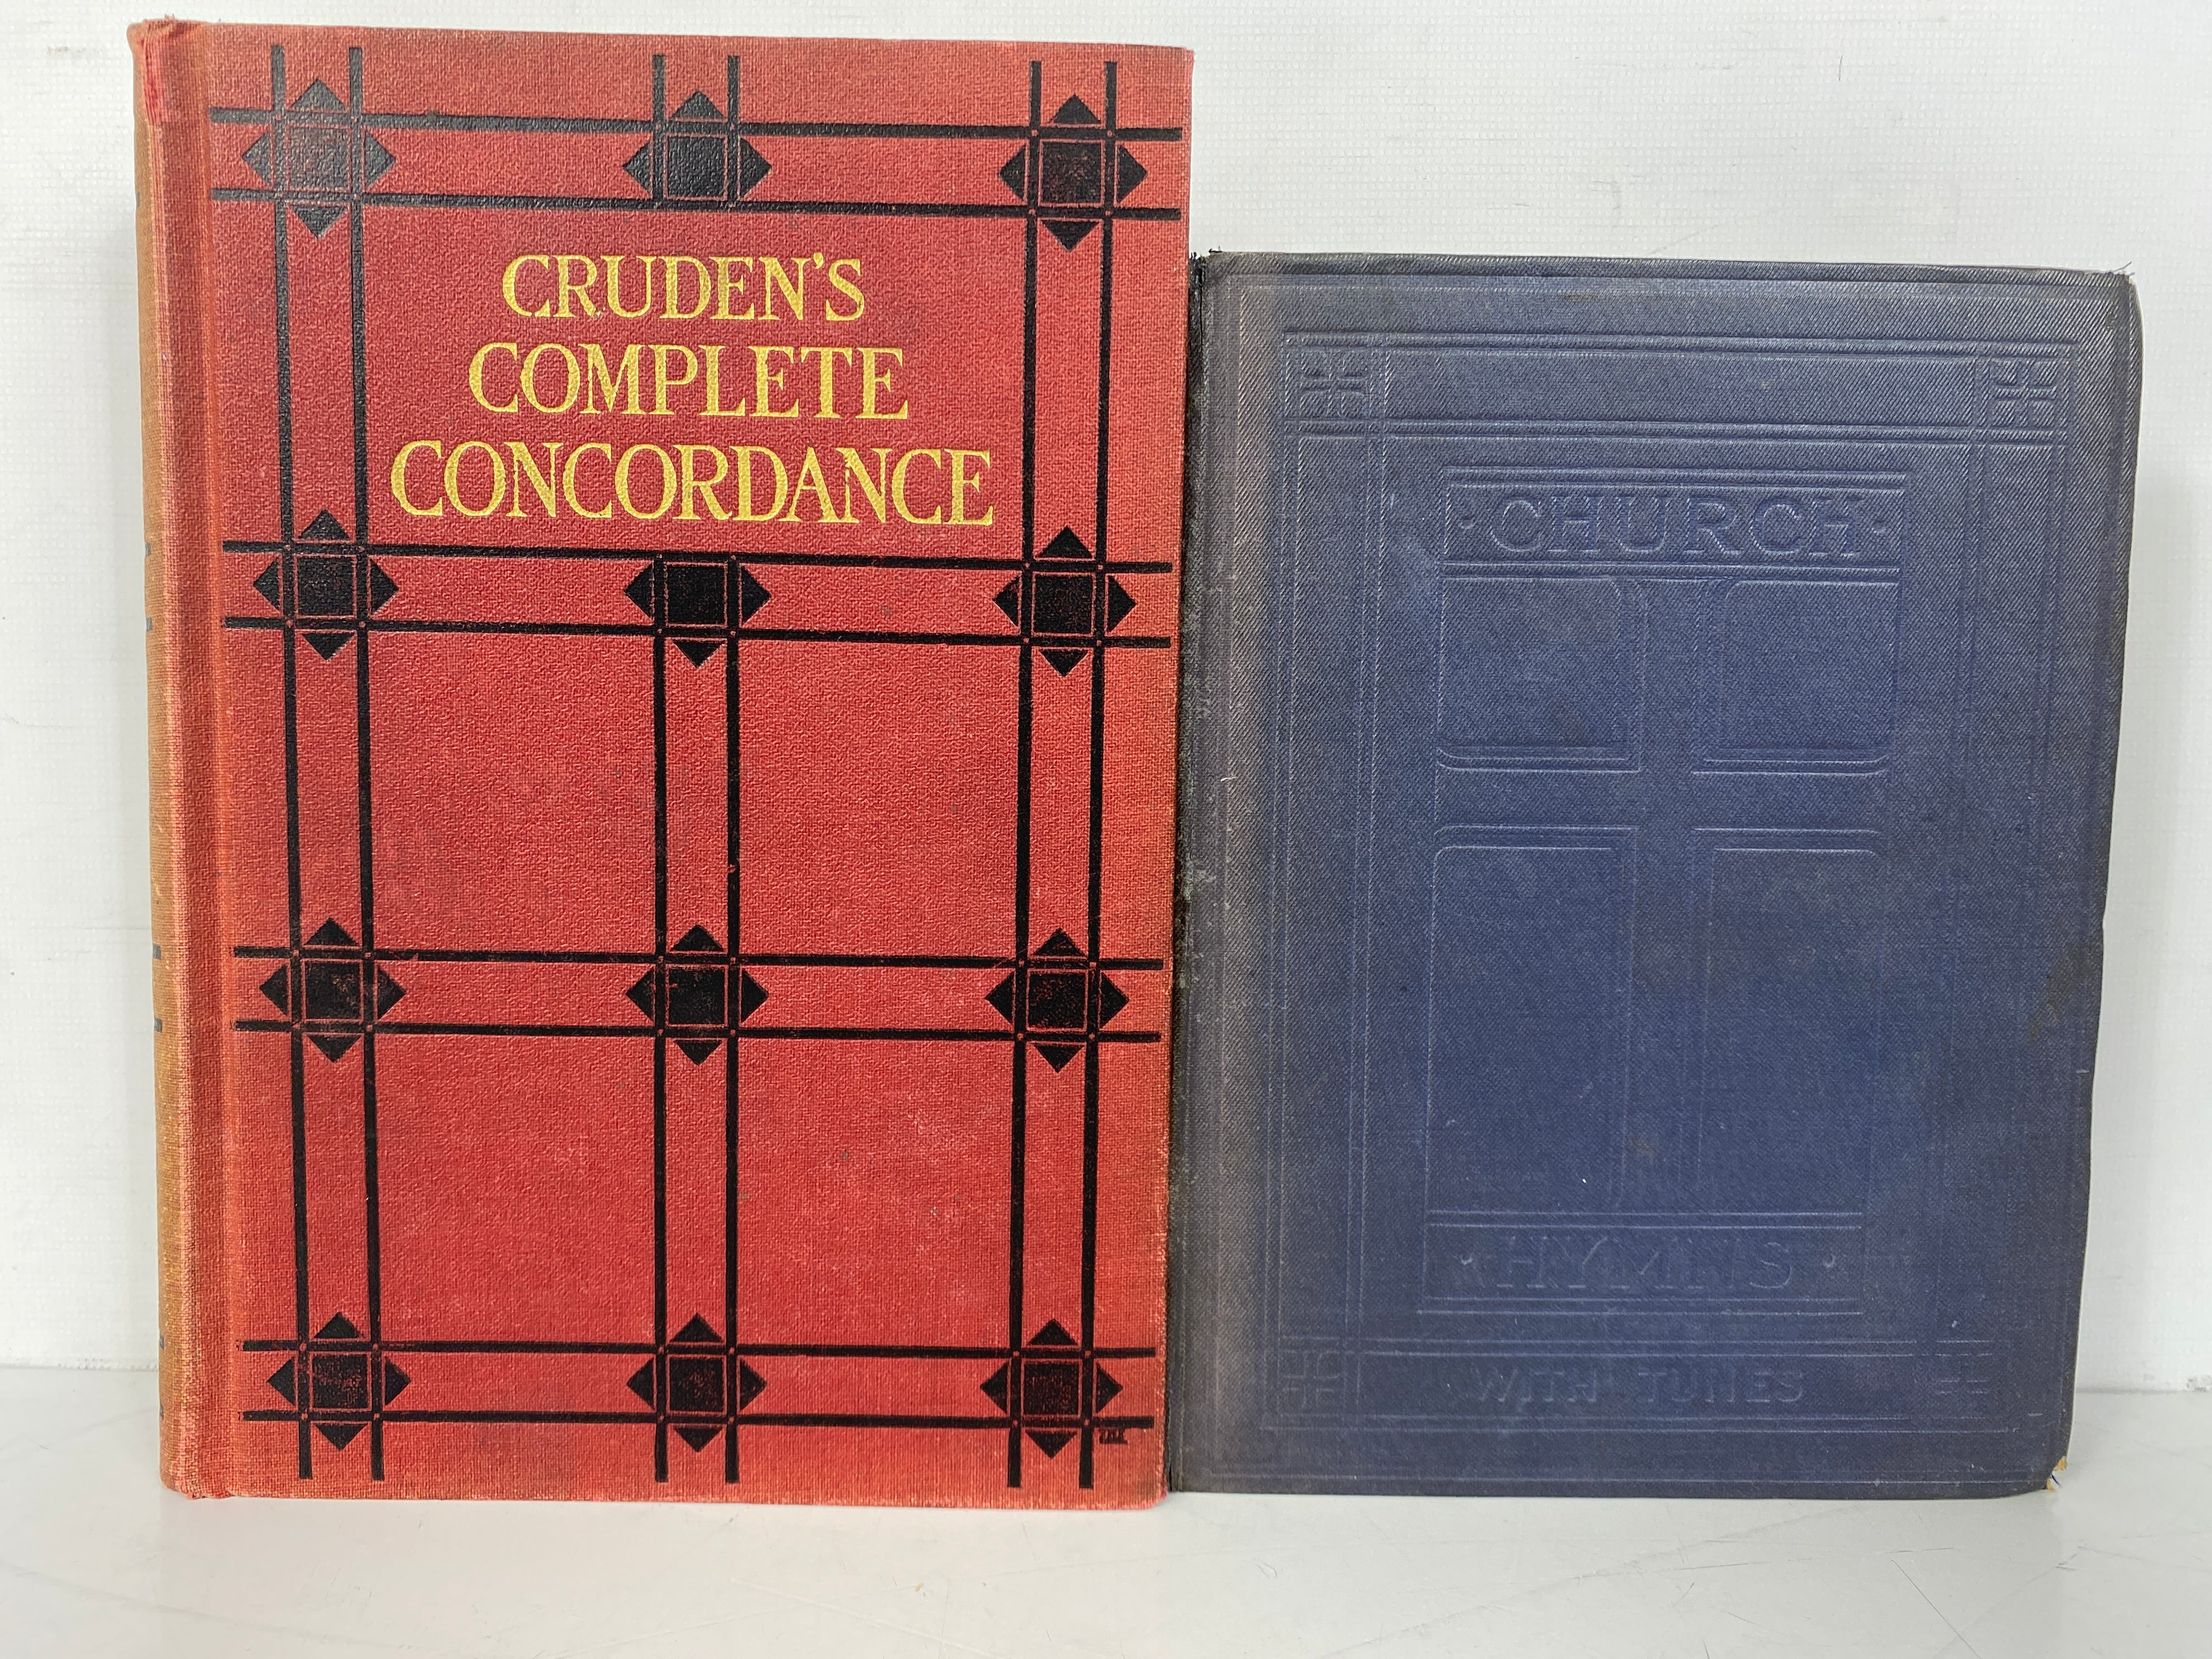 CRUDEN'S
COMPLETE
CONCORDANCE
· CHURCH ·
· HYMNS ·
WITH TUNES